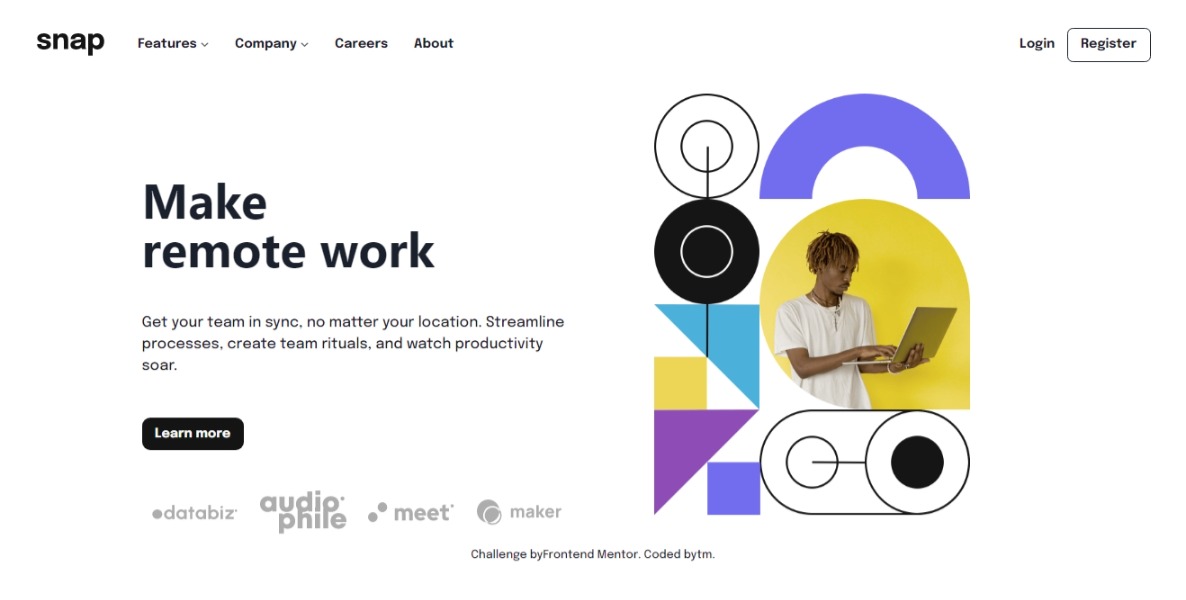 snap
Features
Company
Careers
About
Login
Register
Make
remote work
Get your team in sync, no matter your location. Streamline
processes, create team rituals, and watch productivity
soar.
Learn more
databiz
audio
phile
meet
maker
Challenge byFrontend Mentor. Coded bytm.